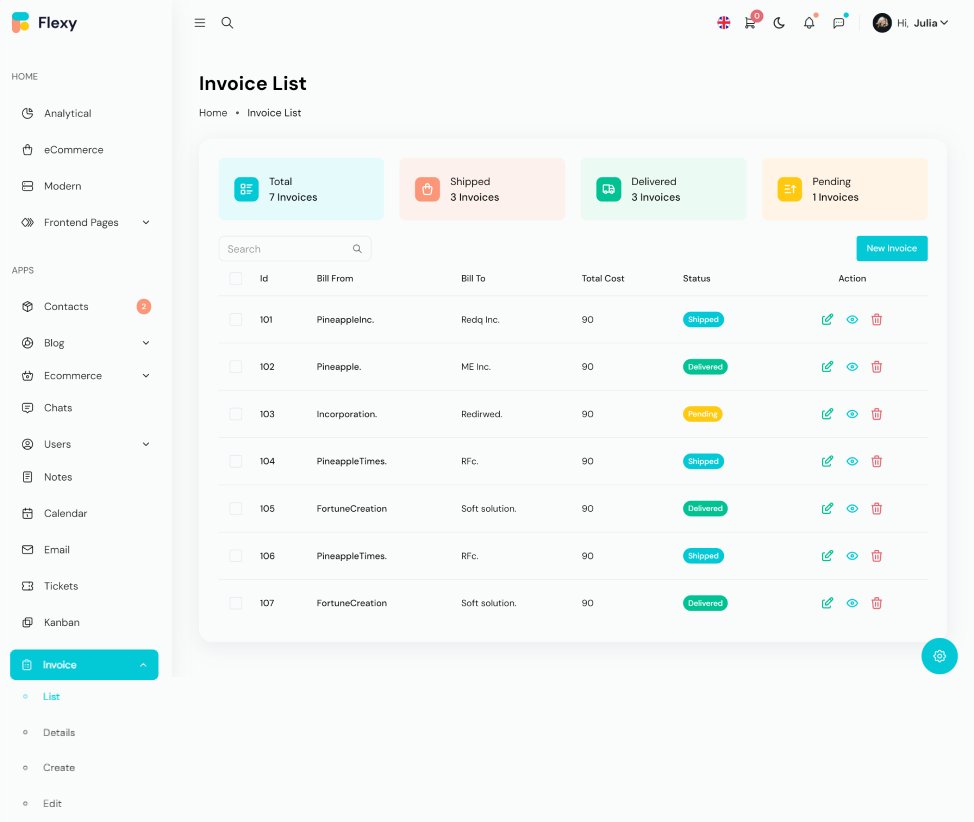 Flexy
0
Hi, Julia
HOME
Analytical
eCommerce
Modern
Frontend Pages
APPS
Contacts 2
Blog
Ecommerce
Chats
Users
Notes
Calendar
Email
Tickets
Kanban
Invoice
List
Details
Create
Edit
Invoice List
Home • Invoice List
Total
7 Invoices
Shipped
3 Invoices
Delivered
3 Invoices
Pending
1 Invoices
Search
New Invoice
Id Bill From Bill To Total Cost Status Action
101 PineappleInc. Redq Inc. 90 Shipped
102 Pineapple. ME Inc. 90 Delivered
103 Incorporation. Redirwed. 90 Pending
104 PineappleTimes. RFc. 90 Shipped
105 FortuneCreation Soft solution. 90 Delivered
106 PineappleTimes. RFc. 90 Shipped
107 FortuneCreation Soft solution. 90 Delivered